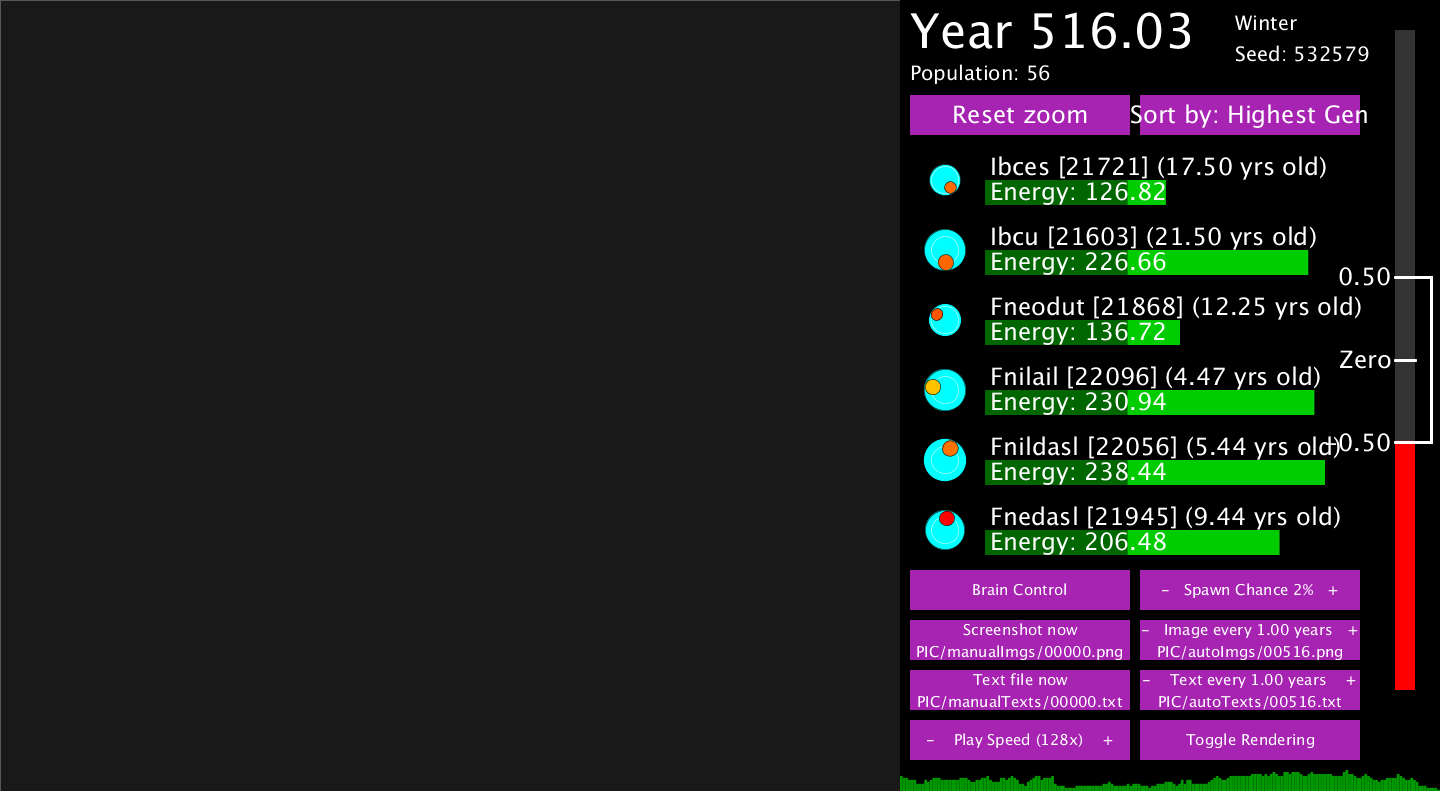 Year 516.03
Winter
Seed: 532579
Population: 56
Reset zoom
Sort by: Highest Gen
Ibces [21721] (17.50 yrs old)
Energy: 126.82
Ibcu [21603] (21.50 yrs old)
Energy: 226.66
0.50
Fneodut [21868] (12.25 yrs old)
Energy: 136.72
Zero
Fnilail [22096] (4.47 yrs old)
Energy: 230.94
Fnildasl [22056] (5.44 yrs old)
-0.50
Energy: 238.44
Fnedasl [21945] (9.44 yrs old)
Energy: 206.48
Brain Control
- Spawn Chance 2% +
Screenshot now
PIC/manualImgs/00000.png
- Image every 1.00 years +
PIC/autoImgs/00516.png
Text file now
PIC/manualTexts/00000.txt
- Text every 1.00 years +
PIC/autoTexts/00516.txt
- Play Speed (128x) +
Toggle Rendering